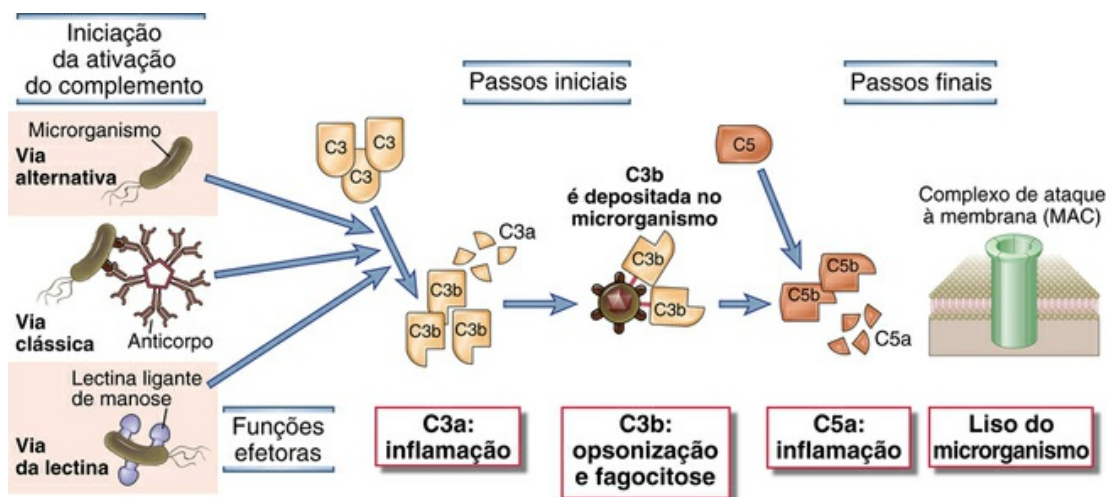 Iniciação
da ativação
do complemento
Passos iniciais
Passos finais
Microrganismo
Via
alternativa
C3
C3
C3
C3a
C3b
é depositada no
microrganismo
C5
Complexo de ataque
à membrana (MAC)
Via
clássica
Anticorpo
C3b
C3b
C3b
C3b
C3b
C5b
C5b
C5a
Lectina ligante
de manose
Via
da lectina
Funções
efetoras
C3a:
inflamação
C3b:
opsonização
e fagocitose
C5a:
inflamação
Liso do
microrganismo